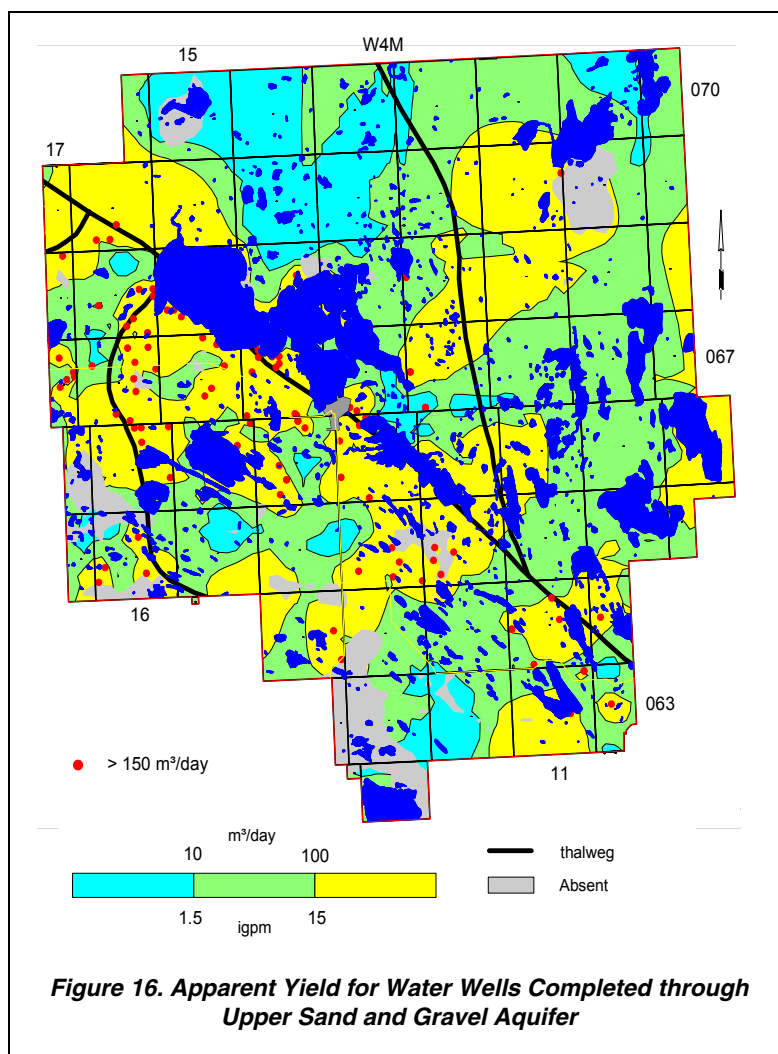 W4M
15
070
17
067
16
063
11
> 150 m³/day
m³/day
10 100
1.5 15
igpm
thalweg
Absent
Figure 16. Apparent Yield for Water Wells Completed through
Upper Sand and Gravel Aquifer